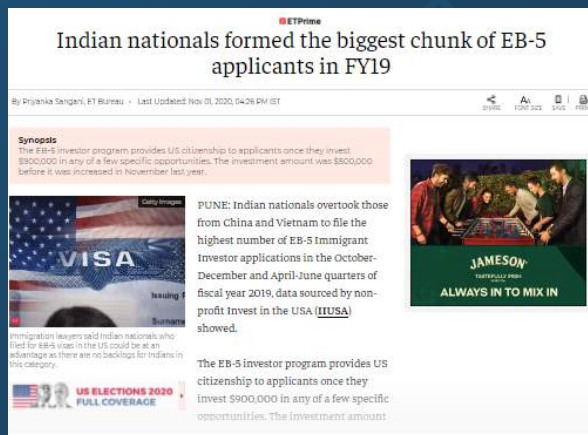 ETPrime
Indian nationals formed the biggest chunk of EB-5
applicants in FY19
By Priyanka Sangani, ET Bureau • Last Updated: Nov 01, 2020, 04:26 PM IST
SHARE
AA
FONT SIZE
SAVE
PRINT
Synopsis
The EB-5 investor program provides US citizenship to applicants once they invest
$900,000 in any of a few specific opportunities. The investment amount was $500,000
before it was increased in November last year.
Getty Images
VISA
Issuing
Surname
Immigration lawyers said Indian nationals who
filed for EB-5 visas in the US could be at an
advantage as there are no backlogs for Indians in
this category.
US ELECTIONS 2020
FULL COVERAGE
PUNE: Indian nationals overtook those
from China and Vietnam to file the
highest number of EB-5 Immigrant
Investor applications in the October-
December and April-June quarters of
fiscal year 2019, data sourced by non-
profit Invest in the USA (IIUSA)
showed.
The EB-5 investor program provides US
citizenship to applicants once they
invest $900,000 in any of a few specific
opportunities. The investment amount
JAMESON
TASTEFULLY PISH
ALWAYS IN TO MIX IN